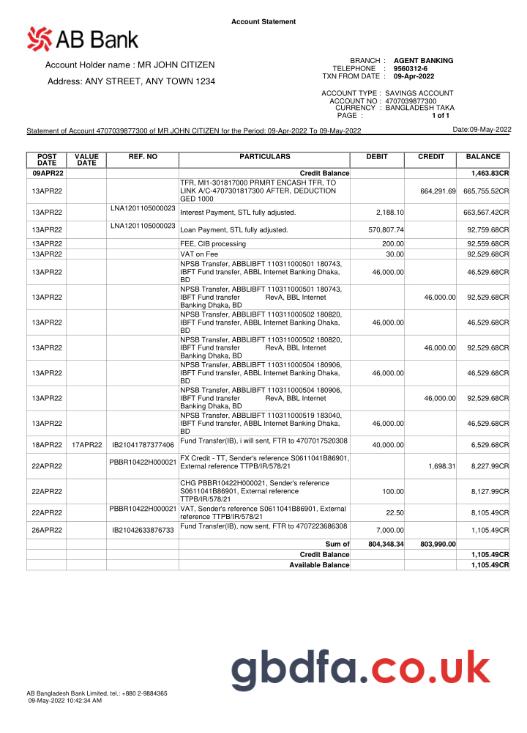 Account Statement
AB Bank
Account Holder name : MR JOHN CITIZEN
Address: ANY STREET, ANY TOWN 1234
BRANCH : AGENT BANKING
TELEPHONE : 9560312-6
TXN FROM DATE : 09-Apr-2022
ACCOUNT TYPE : SAVINGS ACCOUNT
ACCOUNT NO : 4707039877300
CURRENCY : BANGLADESH TAKA
PAGE : 1 of 1
Statement of Account 4707039877300 of MR JOHN CITIZEN for the Period: 09-Apr-2022 To 09-May-2022 Date:09-May-2022
POST DATE VALUE DATE REF. NO PARTICULARS DEBIT CREDIT BALANCE
09APR22 Credit Balance 1,463.83CR
TFR, MI1-301817000 PRMRT ENCASH TFR, TO
13APR22 LINK A/C-4707301817300 AFTER, DEDUCTION 664,291.69 665,755.52CR
GED 1000
13APR22 LNA1201105000023 Interest Payment, STL fully adjusted. 2,188.10 663,567.42CR
13APR22 LNA1201105000023 Loan Payment, STL fully adjusted. 570,807.74 92,759.68CR
13APR22 FEE, CIB processing 200.00 92,559.68CR
13APR22 VAT on Fee 30.00 92,529.68CR
NPSB Transfer, ABBLIBFT 110311000501 180743,
13APR22 IBFT Fund transfer, ABBL Internet Banking Dhaka, 46,000.00 46,529.68CR
BD
NPSB Transfer, ABBLIBFT 110311000501 180743,
13APR22 IBFT Fund transfer RevA, BBL Internet 46,000.00 92,529.68CR
Banking Dhaka, BD
NPSB Transfer, ABBLIBFT 110311000502 180820,
13APR22 IBFT Fund transfer, ABBL Internet Banking Dhaka, 46,000.00 46,529.68CR
BD
NPSB Transfer, ABBLIBFT 110311000502 180820,
13APR22 IBFT Fund transfer RevA, BBL Internet 46,000.00 92,529.68CR
Banking Dhaka, BD
NPSB Transfer, ABBLIBFT 110311000504 180906,
13APR22 IBFT Fund transfer, ABBL Internet Banking Dhaka, 46,000.00 46,529.68CR
BD
NPSB Transfer, ABBLIBFT 110311000504 180906,
13APR22 IBFT Fund transfer RevA, BBL Internet 46,000.00 92,529.68CR
Banking Dhaka, BD
NPSB Transfer, ABBLIBFT 110311000519 183040,
13APR22 IBFT Fund transfer, ABBL Internet Banking Dhaka, 46,000.00 46,529.68CR
BD
18APR22 17APR22 IB21041787377406 Fund Transfer(IB), i will sent, FTR to 4707017520308 40,000.00 6,529.68CR
22APR22 PBBR10422H000021 FX Credit - TT, Sender's reference S0611041B86901, 1,698.31 8,227.99CR
External reference TTPB/IR/578/21
CHG PBBR10422H000021, Sender's reference
22APR22 S0611041B86901, External reference 100.00 8,127.99CR
TTPB/IR/578/21
22APR22 PBBR10422H000021 VAT, Sender's reference S0611041B86901, External 22.50 8,105.49CR
reference TTPB/IR/578/21
26APR22 IB21042633876733 Fund Transfer(IB), now sent, FTR to 4707223686308 7,000.00 1,105.49CR
Sum of 804,348.34 803,990.00
Credit Balance 1,105.49CR
Available Balance 1,105.49CR
gbdfa.co.uk
AB Bangladesh Bank Limited. tel.: +880 2-9884365
09-May-2022 10:42:34 AM